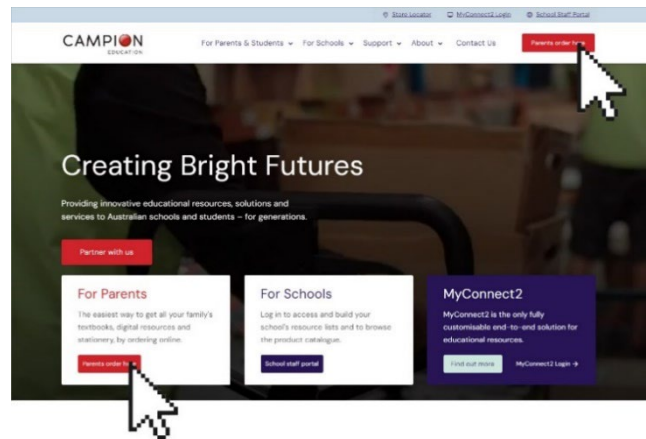 Store Locator MyConnect2 Login School Staff Portal
CAMPION
EDUCATION
For Parents & Students For Schools Support About Contact Us
Parents order
Creating Bright Futures
Providing innovative educational resources, solutions and
services to Australian schools and students – for generations.
Partner with us
For Parents
The easiest way to get all your family's
textbooks, digital resources and
stationery, by ordering online.
Parents order
For Schools
Log in to access and build your
school's resource lists and to browse
the product catalogue.
School staff portal
MyConnect2
MyConnect2 is the only fully
customisable end-to-end solution for
educational resources.
Find out more MyConnect2 Login →